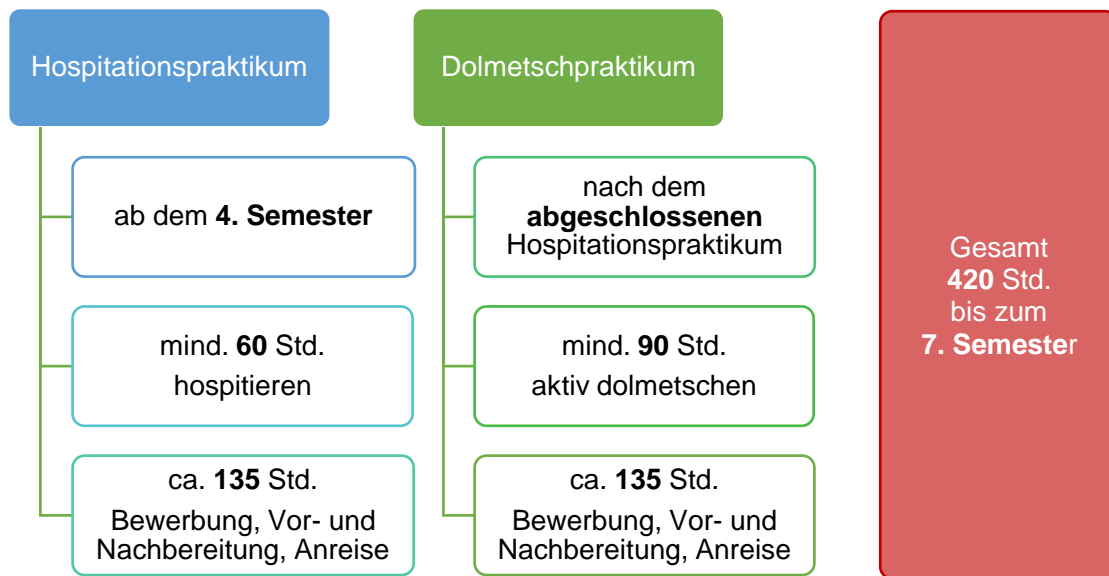 Hospitationspraktikum
ab dem 4. Semester
mind. 60 Std.
hospitieren
ca. 135 Std.
Bewerbung, Vor- und
Nachbereitung, Anreise
Dolmetschpraktikum
nach dem
abgeschlossenen
Hospitationspraktikum
mind. 90 Std.
aktiv dolmetschen
ca. 135 Std.
Bewerbung, Vor- und
Nachbereitung, Anreise
Gesamt
420 Std.
bis zum
7. Semester